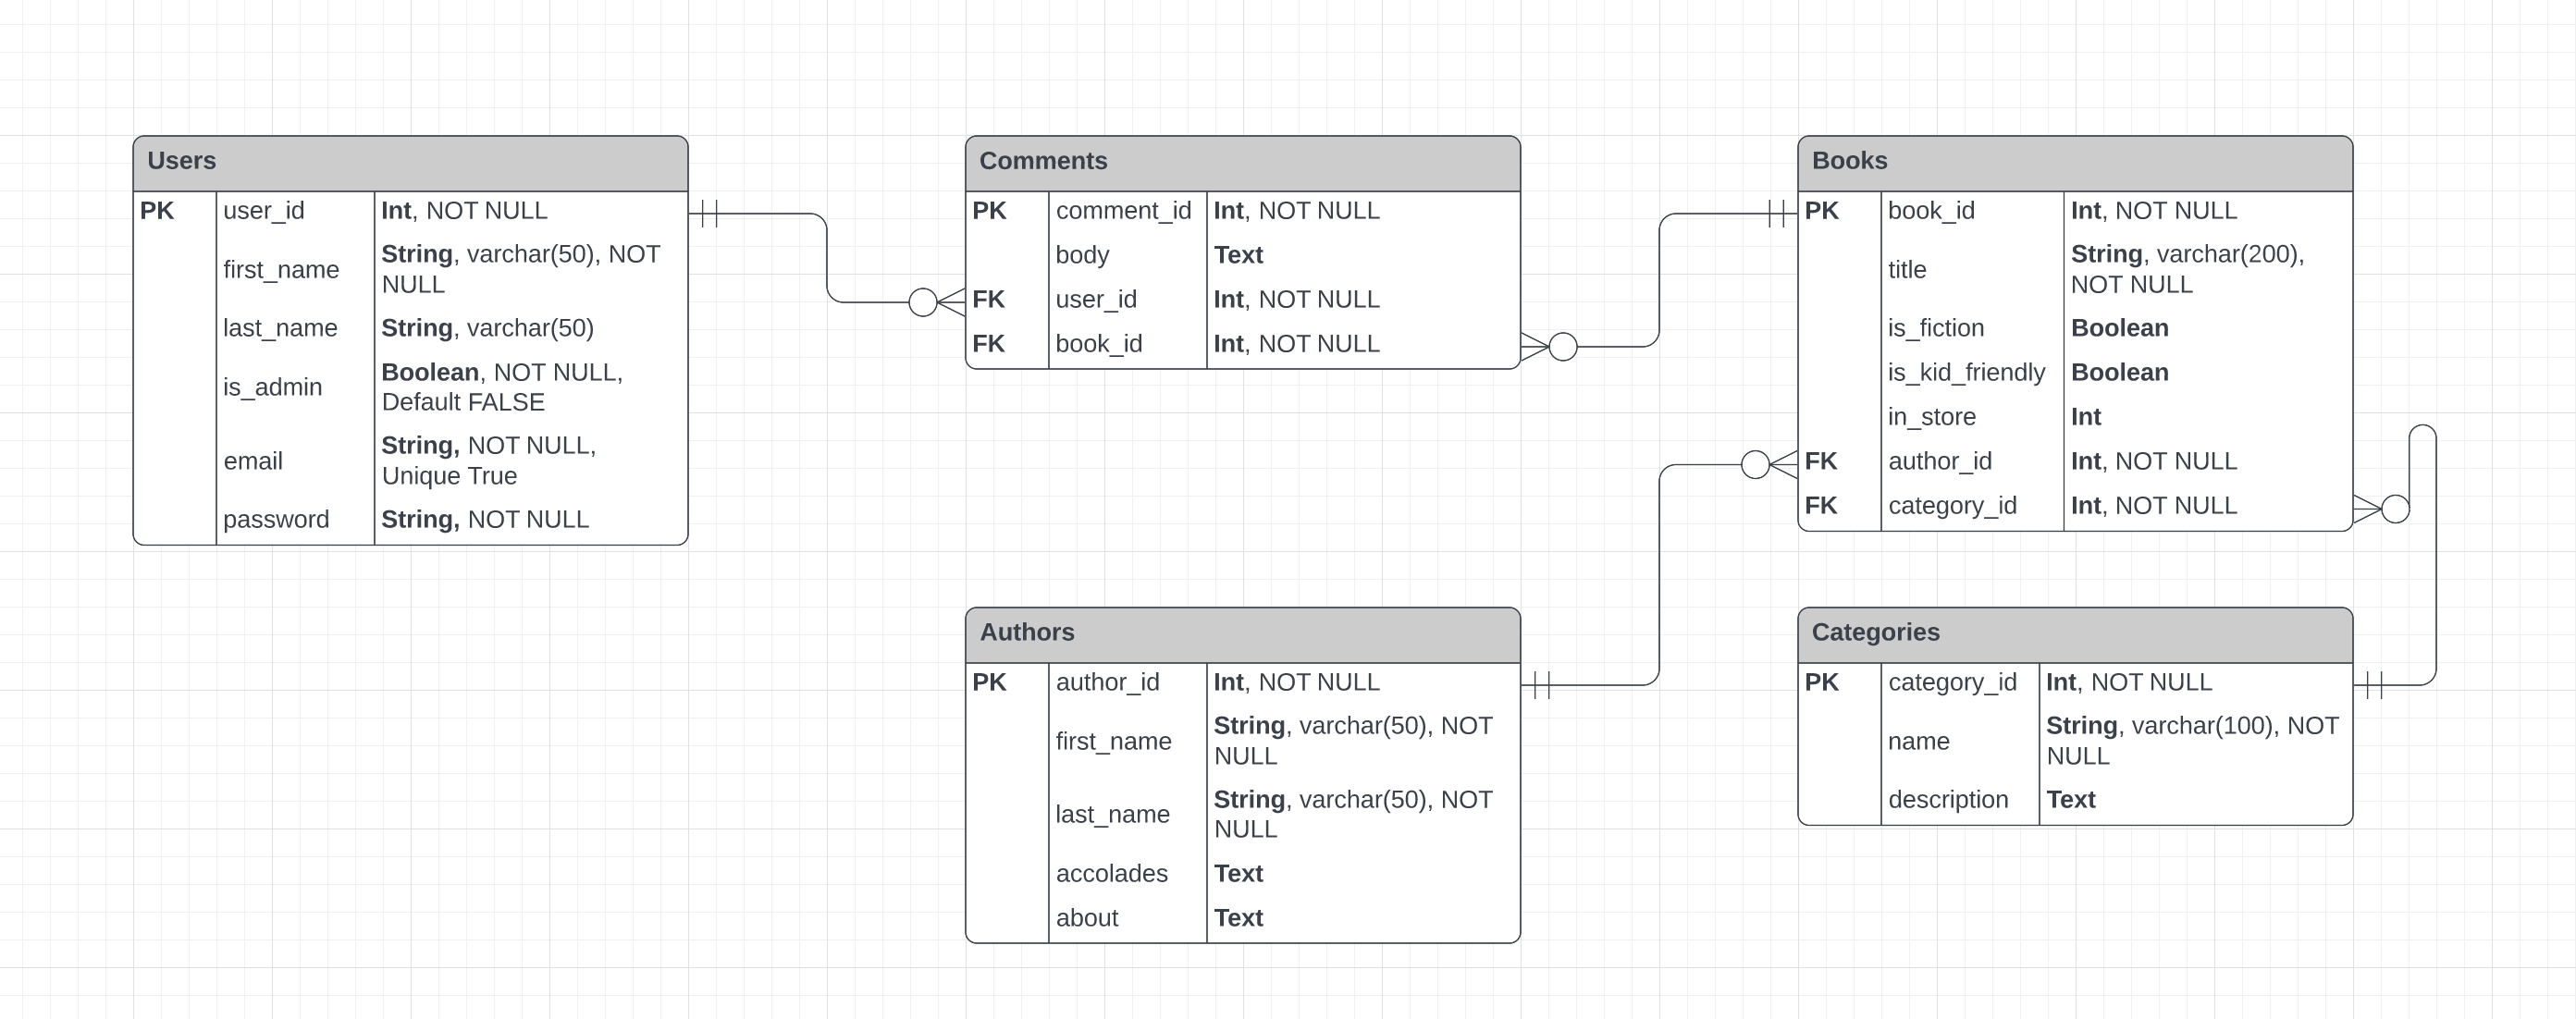 Users
PK user_id Int, NOT NULL
first_name String, varchar(50), NOT
NULL
last_name String, varchar(50)
is_admin Boolean, NOT NULL,
Default FALSE
email String, NOT NULL,
Unique True
password String, NOT NULL
Comments
PK comment_id Int, NOT NULL
body Text
FK user_id Int, NOT NULL
FK book_id Int, NOT NULL
Books
PK book_id Int, NOT NULL
title String, varchar(200),
NOT NULL
is_fiction Boolean
is_kid_friendly Boolean
in_store Int
FK author_id Int, NOT NULL
FK category_id Int, NOT NULL
Authors
PK author_id Int, NOT NULL
first_name String, varchar(50), NOT
NULL
last_name String, varchar(50), NOT
NULL
accolades Text
about Text
Categories
PK category_id Int, NOT NULL
name String, varchar(100), NOT
NULL
description Text